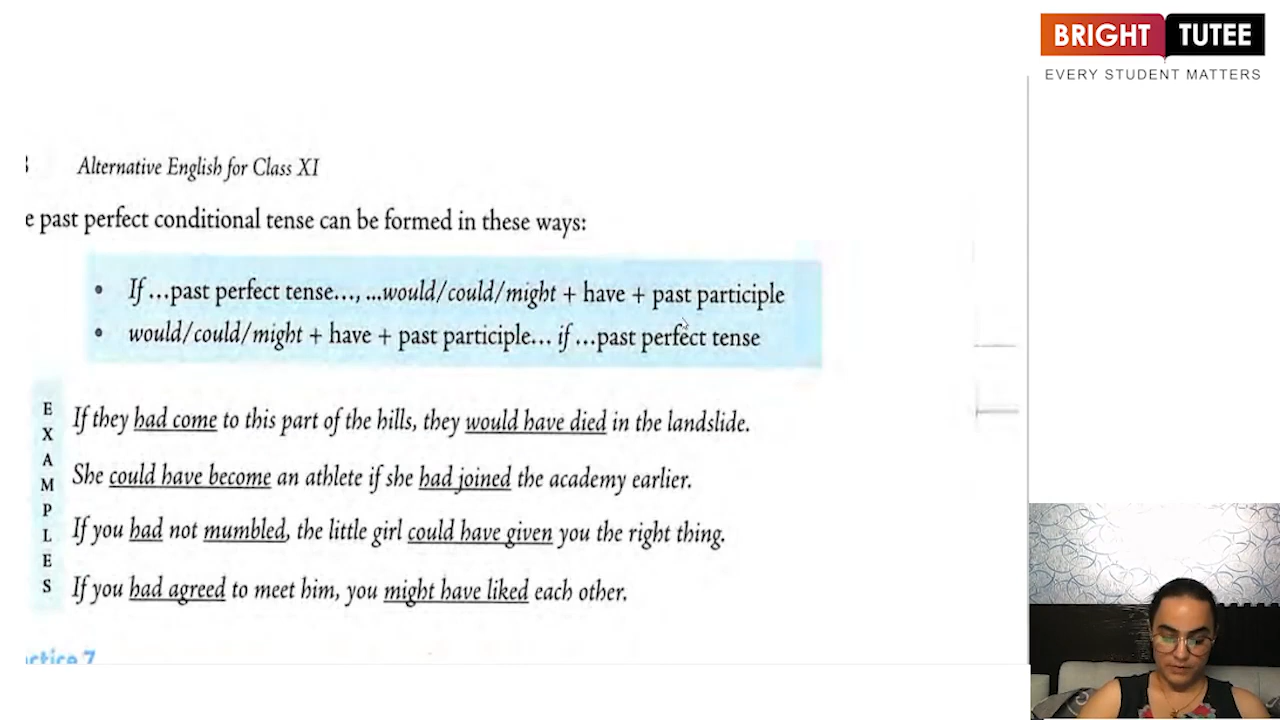 BRIGHT TUTEE
EVERY STUDENT MATTERS
Alternative English for Class XI
e past perfect conditional tense can be formed in these ways:
• If ...past perfect tense..., ...would/could/might + have + past participle
• would/could/might + have + past participle... if ...past perfect tense
EXAMPLES
If they had come to this part of the hills, they would have died in the landslide.
She could have become an athlete if she had joined the academy earlier.
If you had not mumbled, the little girl could have given you the right thing.
If you had agreed to meet him, you might have liked each other.
ctice 7